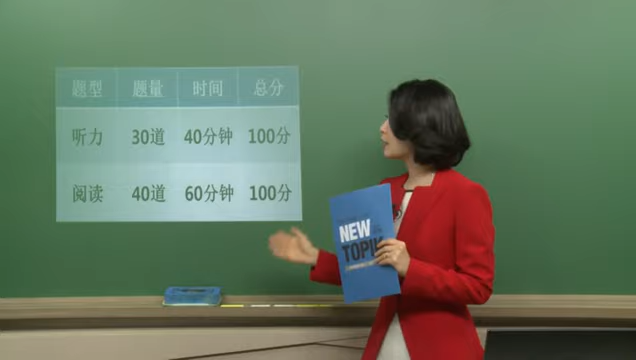 题型 题量 时间 总分
听力 30道 40分钟 100分
阅读 40道 60分钟 100分
NEW
TOPIK